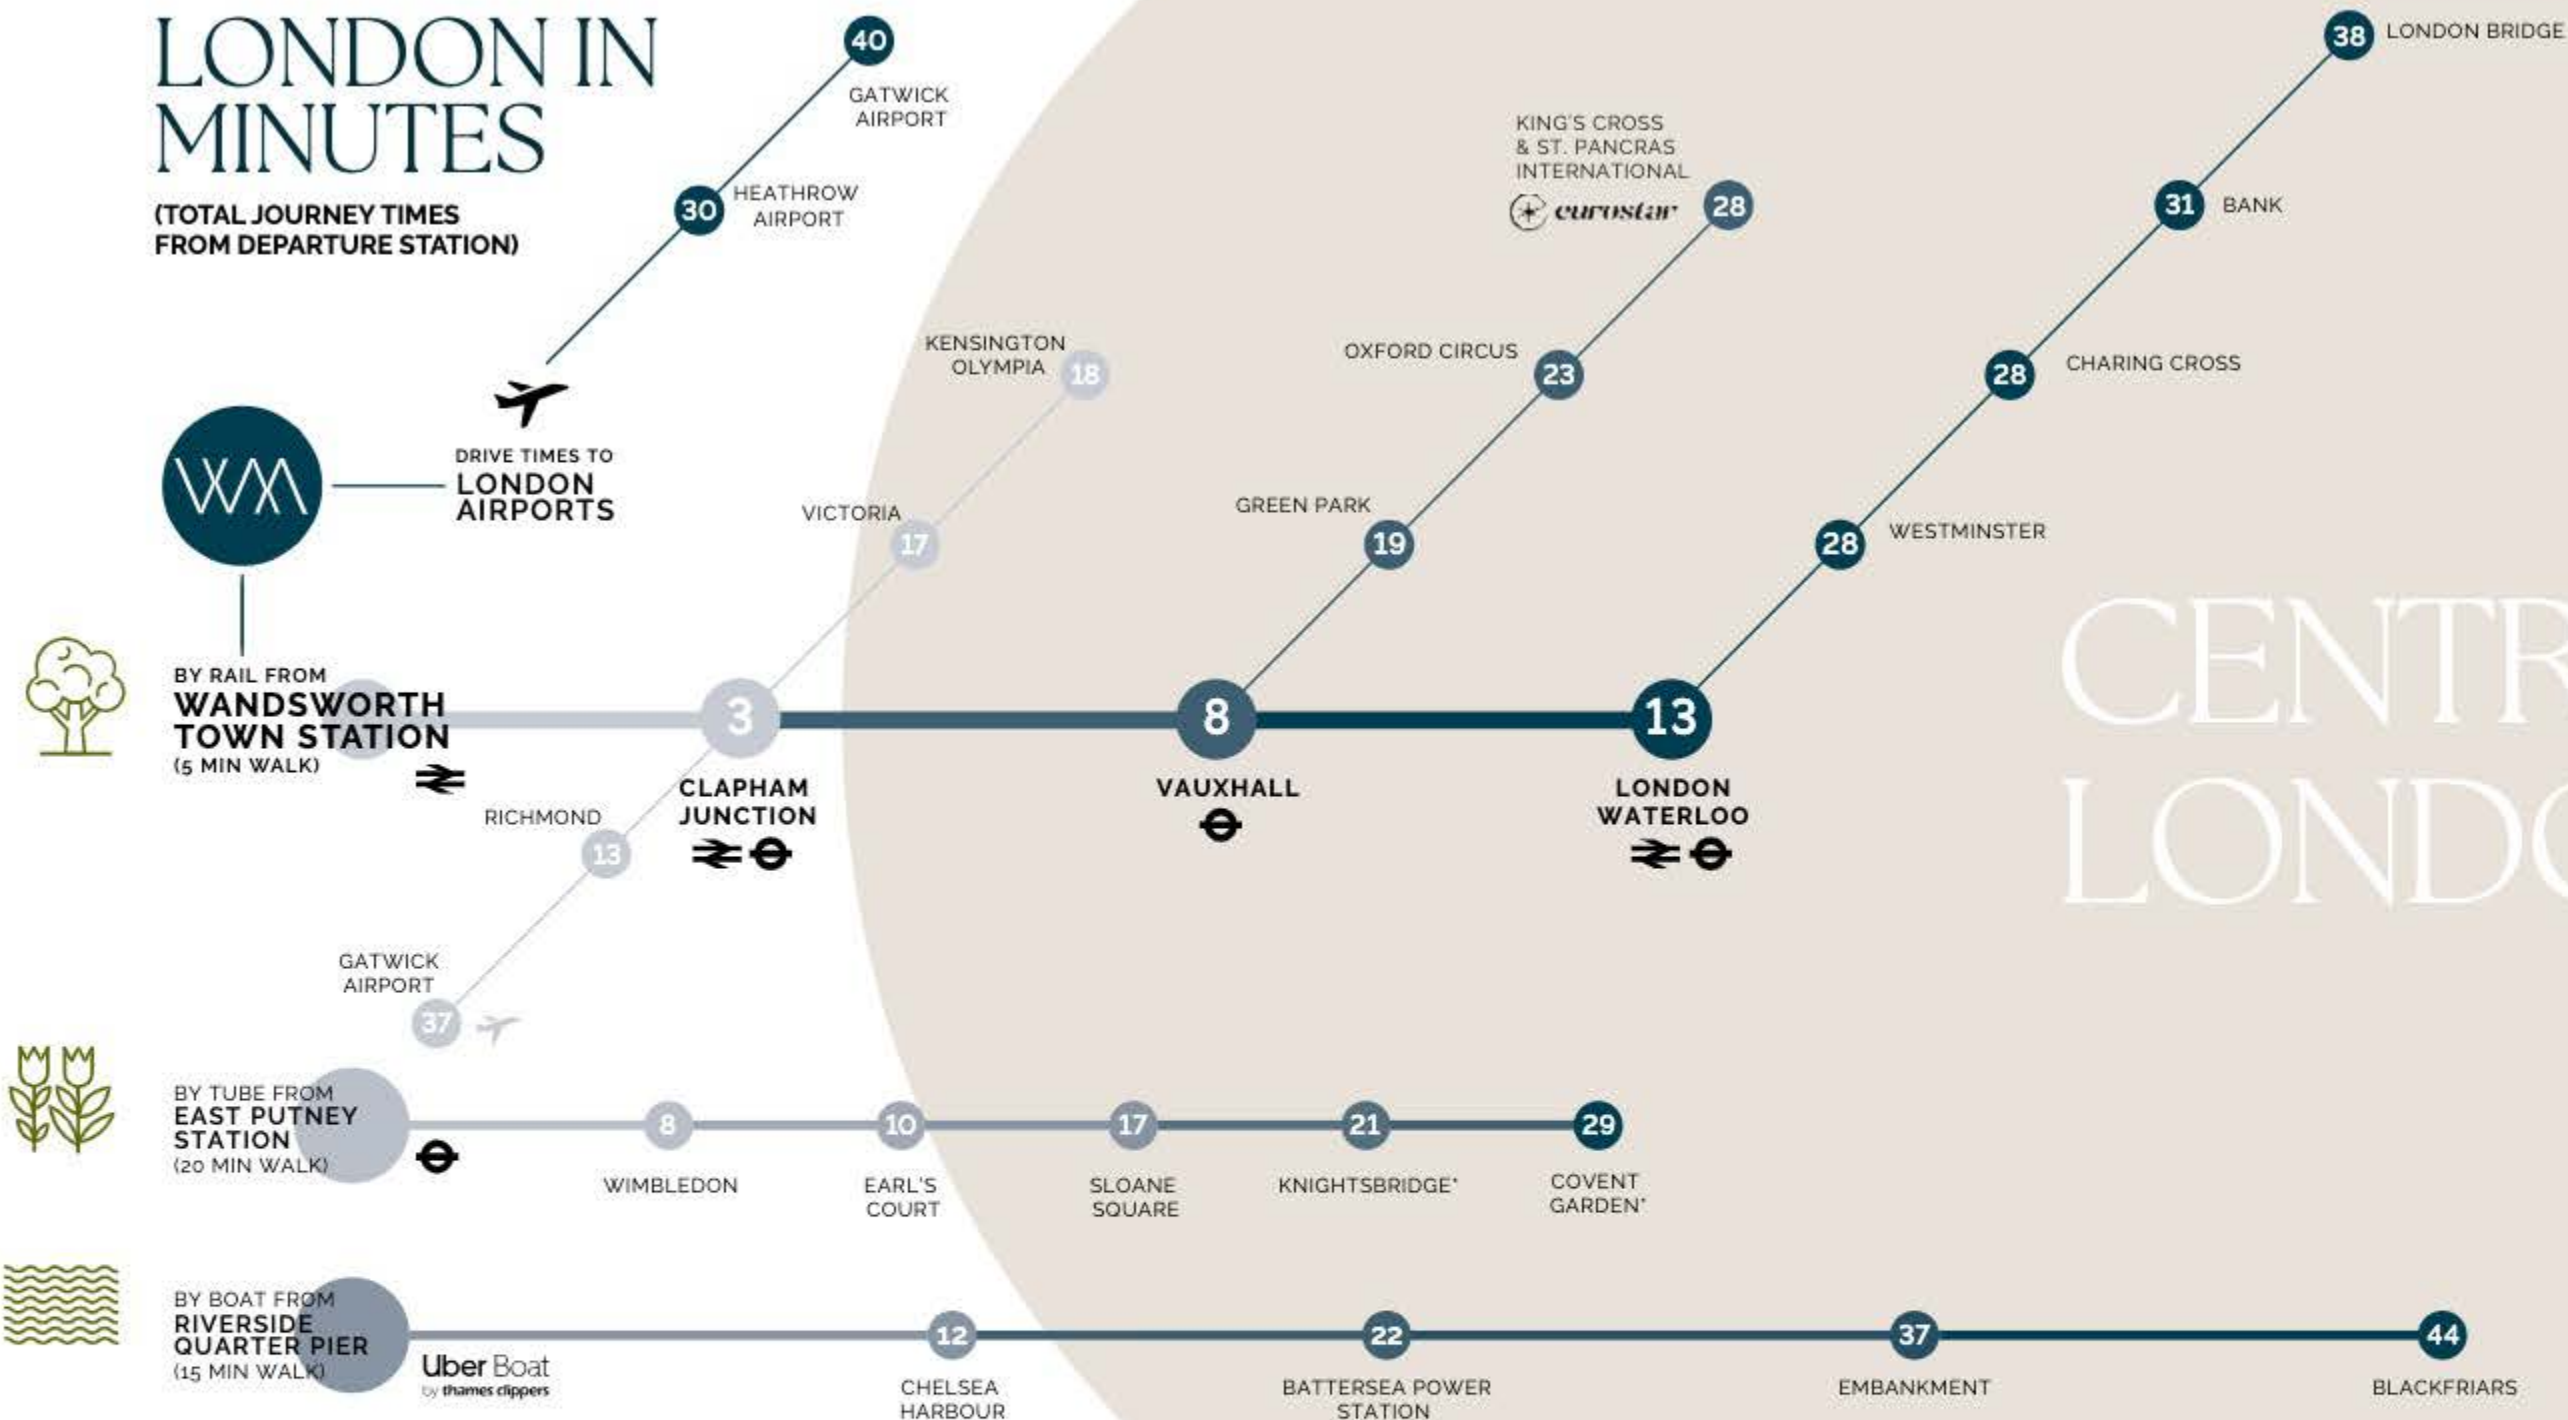 LONDON IN
MINUTES
(TOTAL JOURNEY TIMES
FROM DEPARTURE STATION)
40
GATWICK
AIRPORT
30
HEATHROW
AIRPORT
WM
DRIVE TIMES TO
LONDON
AIRPORTS
38
LONDON BRIDGE
31
BANK
28
CHARING CROSS
28
WESTMINSTER
KING'S CROSS
& ST. PANCRAS
INTERNATIONAL
eurostar
28
OXFORD CIRCUS
23
GREEN PARK
19
KENSINGTON
OLYMPIA
18
VICTORIA
17
BY RAIL FROM
WANDSWORTH
TOWN STATION
(5 MIN WALK)
3
CLAPHAM
JUNCTION
8
VAUXHALL
13
LONDON
WATERLOO
RICHMOND
13
GATWICK
AIRPORT
37
CENTR
LONDO
BY TUBE FROM
EAST PUTNEY
STATION
(20 MIN WALK)
8
WIMBLEDON
10
EARL'S
COURT
17
SLOANE
SQUARE
21
KNIGHTSBRIDGE*
29
COVENT
GARDEN*
BY BOAT FROM
RIVERSIDE
QUARTER PIER
(15 MIN WALK)
Uber Boat
by thames clippers
12
CHELSEA
HARBOUR
22
BATTERSEA POWER
STATION
37
EMBANKMENT
44
BLACKFRIARS